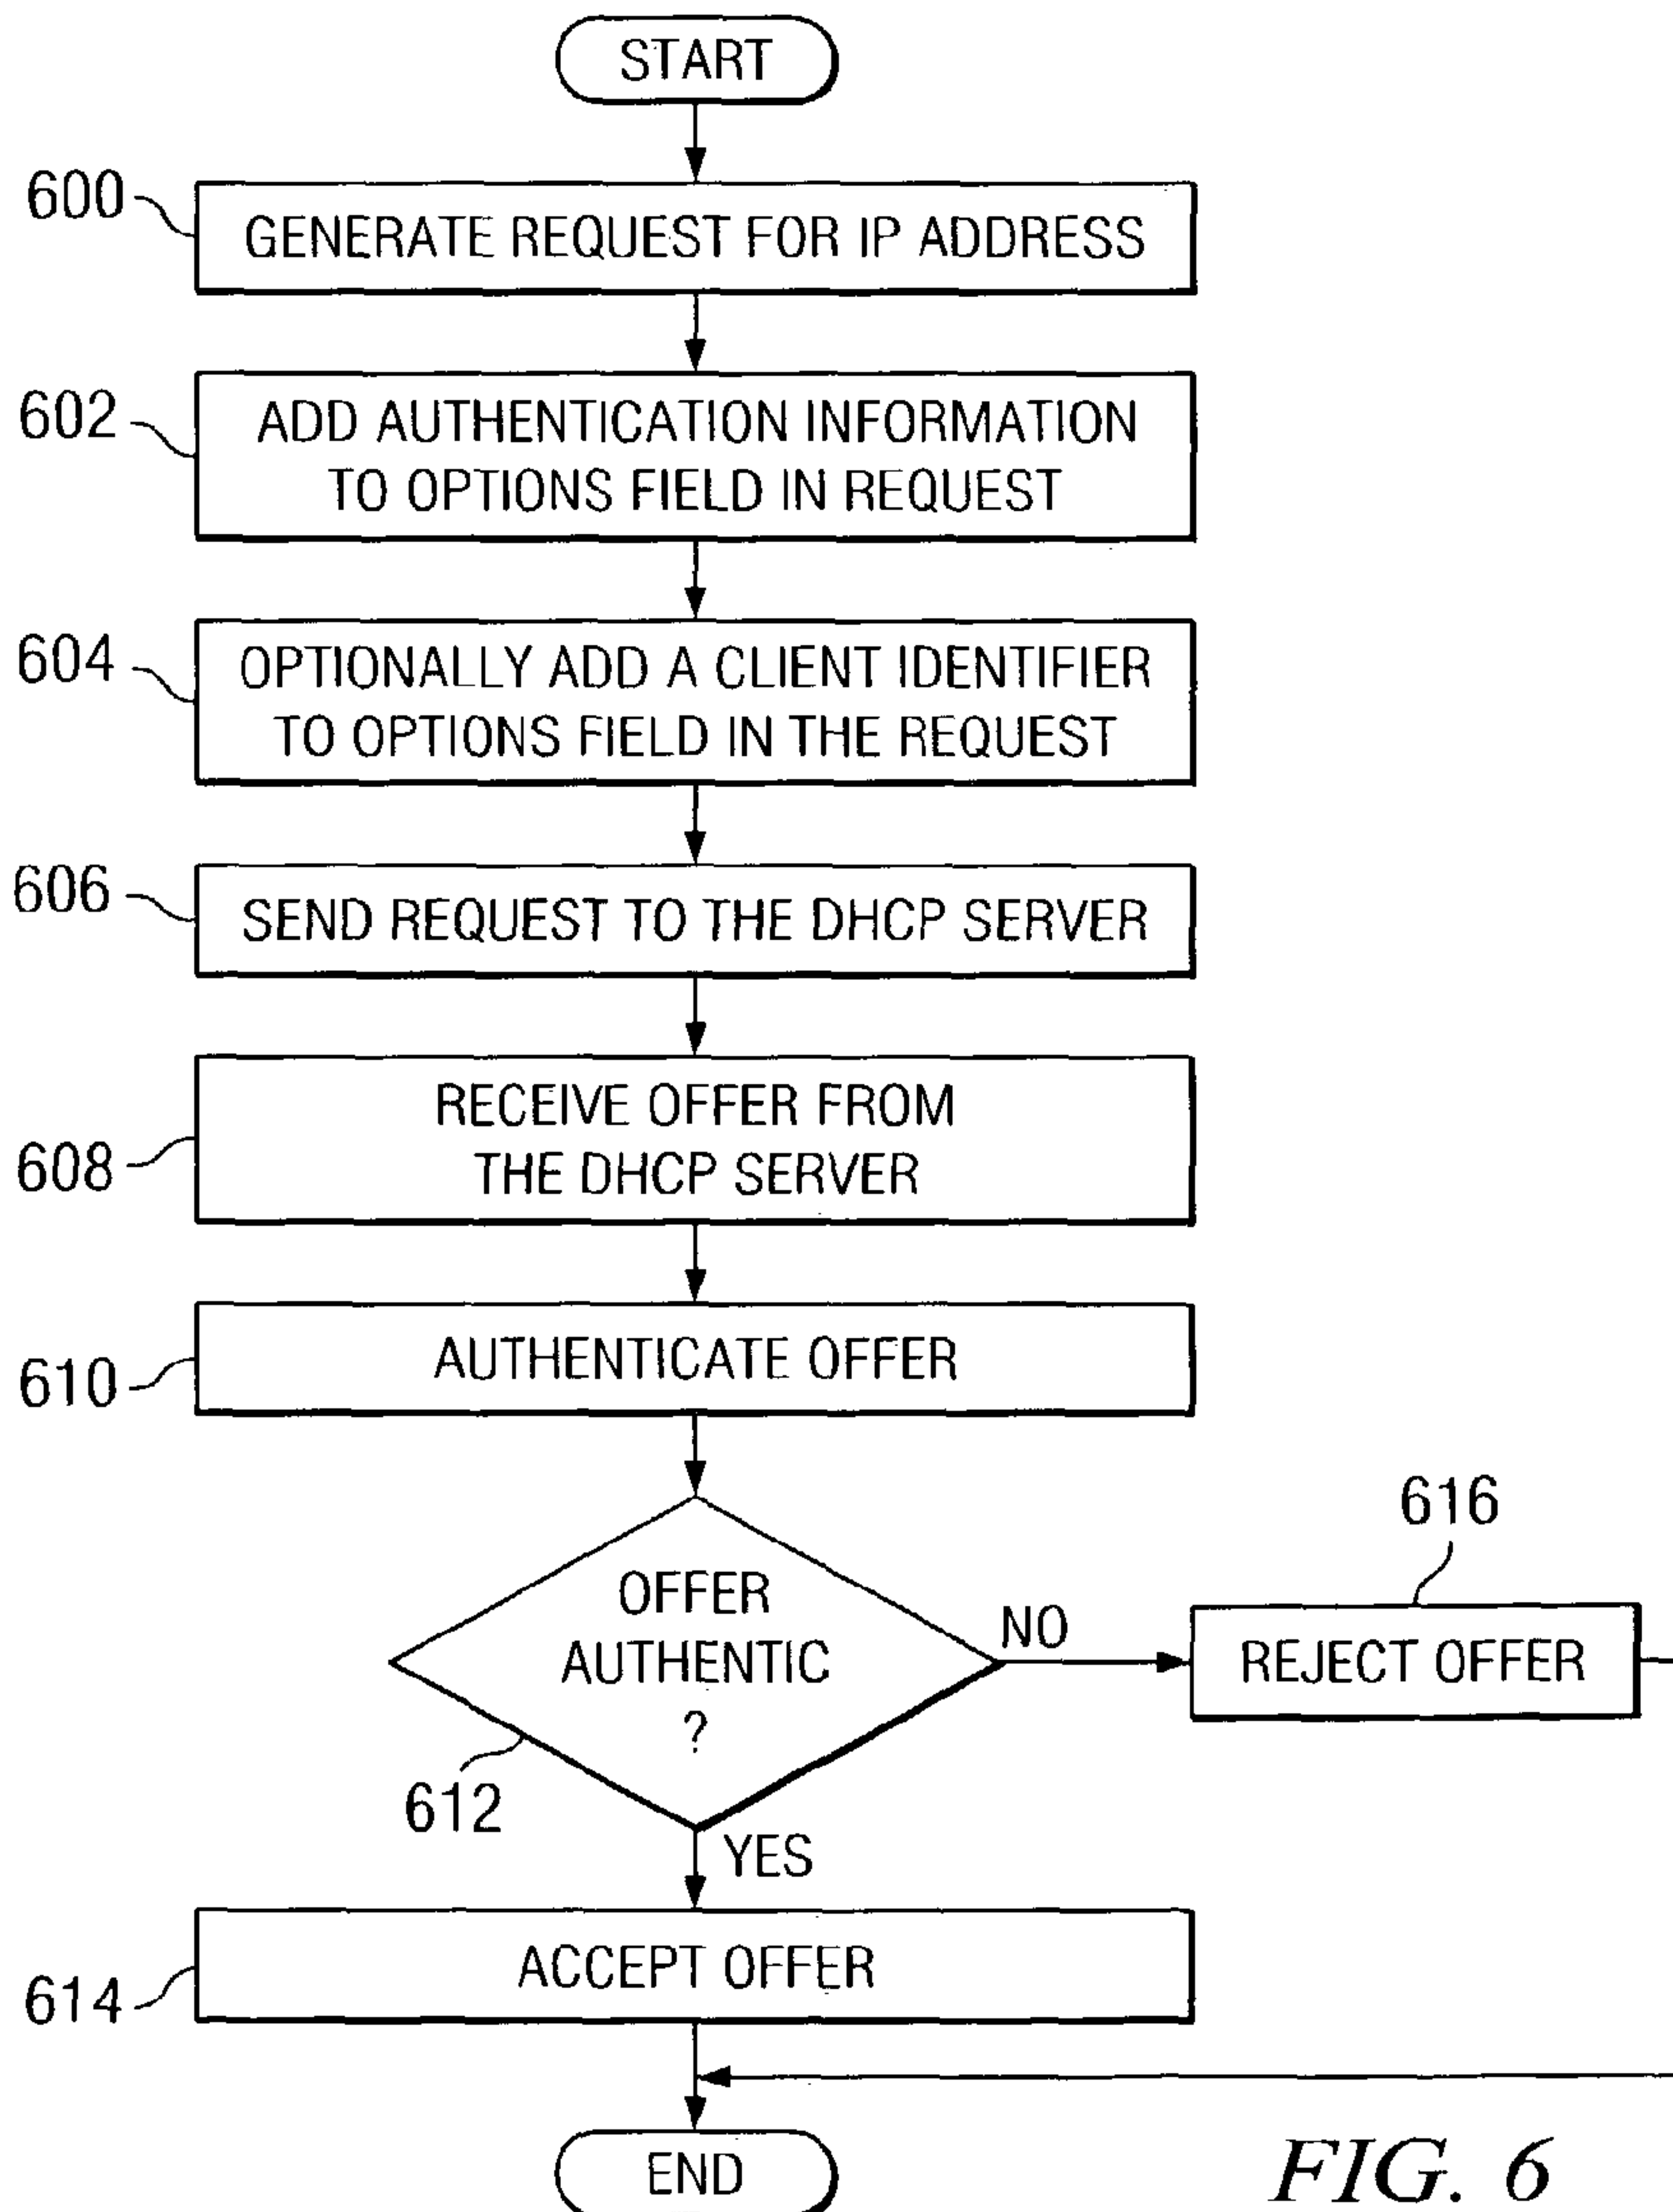 START
600
GENERATE REQUEST FOR IP ADDRESS
602
ADD AUTHENTICATION INFORMATION
TO OPTIONS FIELD IN REQUEST
604
OPTIONALLY ADD A CLIENT IDENTIFIER
TO OPTIONS FIELD IN THE REQUEST
606
SEND REQUEST TO THE DHCP SERVER
608
RECEIVE OFFER FROM
THE DHCP SERVER
610
AUTHENTICATE OFFER
616
OFFER
AUTHENTIC
?
NO
REJECT OFFER
612
YES
614
ACCEPT OFFER
END
FIG. 6